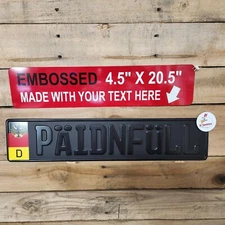 EMBOSSED 4.5" X 20.5"
MADE WITH YOUR TEXT HERE
D PÄIDNFÜLL